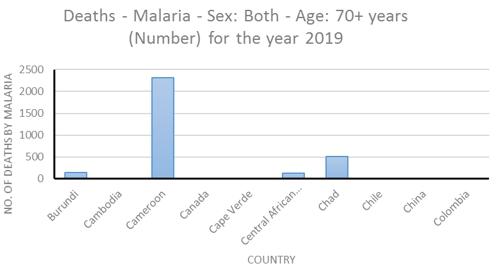 Deaths - Malaria - Sex: Both - Age: 70+ years
(Number) for the year 2019
NO. OF DEATHS BY MALARIA
2500
2000
1500
1000
500
0
Burundi
Cambodia
Cameroon
Canada
Cape Verde
Central African...
Chad
Chile
China
Colombia
COUNTRY